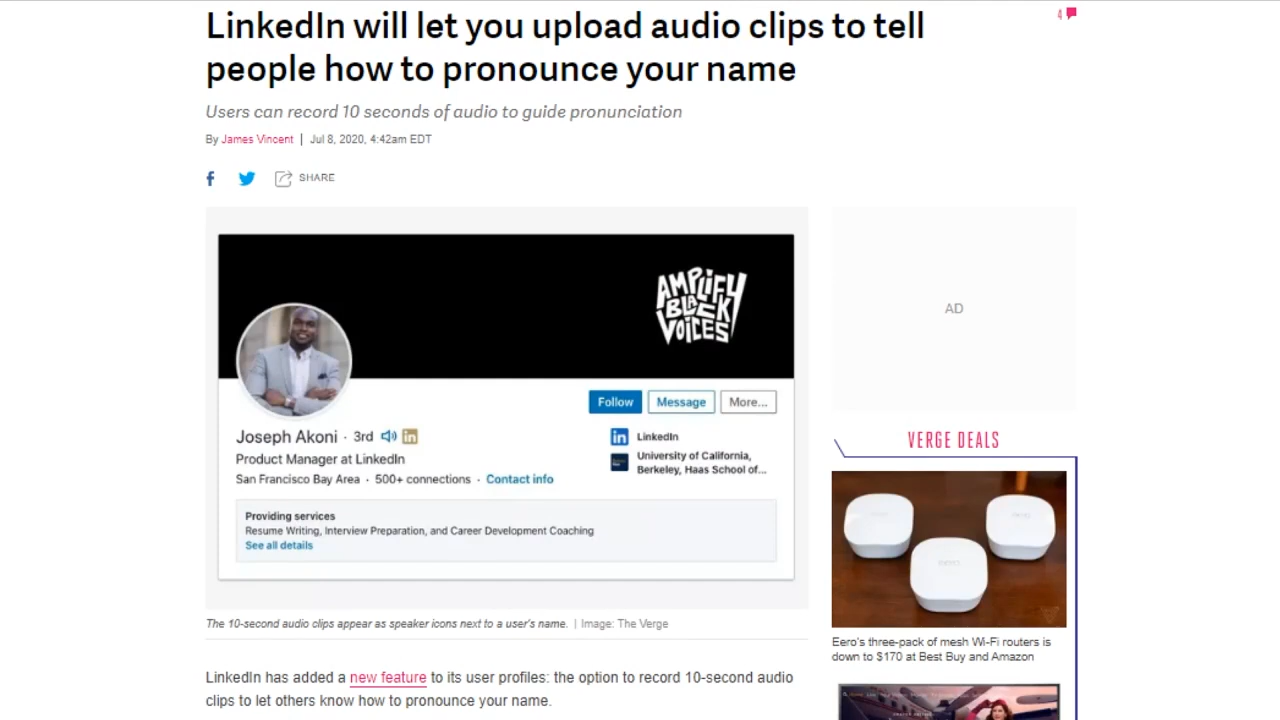 LinkedIn will let you upload audio clips to tell
people how to pronounce your name
4
Users can record 10 seconds of audio to guide pronunciation
By James Vincent | Jul 8, 2020, 4:42am EDT
SHARE
AMPLIFY
BLACK
VOICES
Follow
Message
More...
Joseph Akoni · 3rd
Product Manager at LinkedIn
San Francisco Bay Area · 500+ connections · Contact info
in LinkedIn
University of California,
Berkeley, Haas School of...
Providing services
Resume Writing, Interview Preparation, and Career Development Coaching
See all details
The 10-second audio clips appear as speaker icons next to a user's name. | Image: The Verge
LinkedIn has added a new feature to its user profiles: the option to record 10-second audio
clips to let others know how to pronounce your name.
AD
VERGE DEALS
Eero's three-pack of mesh Wi-Fi routers is
down to $170 at Best Buy and Amazon